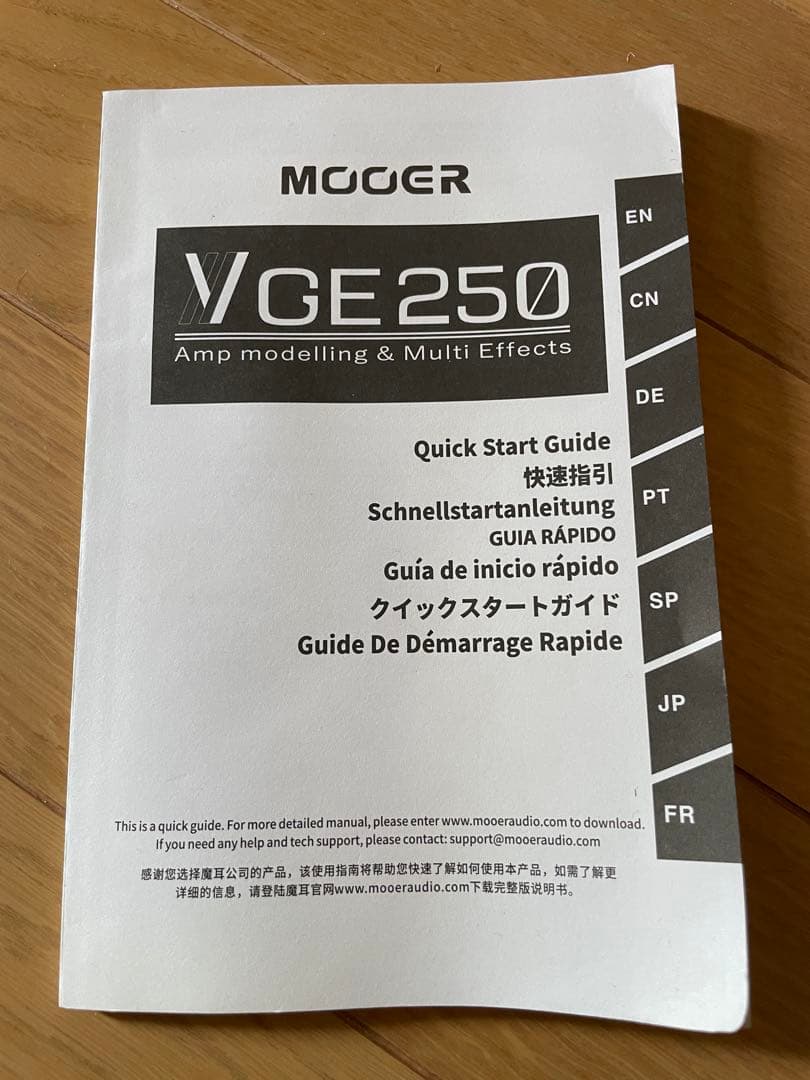 MOOER
GE 250
Amp modelling & Multi Effects
Quick Start Guide
快速指引
Schnellstartanleitung
GUIA RÁPIDO
Guía de inicio rápido
クイックスタートガイド
Guide De Démarrage Rapide
EN
CN
DE
PT
SP
JP
FR
This is a quick guide. For more detailed manual, please enter www.mooeraudio.com to download.
If you need any help and tech support, please contact: support@mooeraudio.com
感谢您选择魔耳公司的产品，该使用指南将帮助您快速了解如何使用本产品，如需了解更
详细的信息，请登陆魔耳官网www.mooeraudio.com下载完整版说明书。